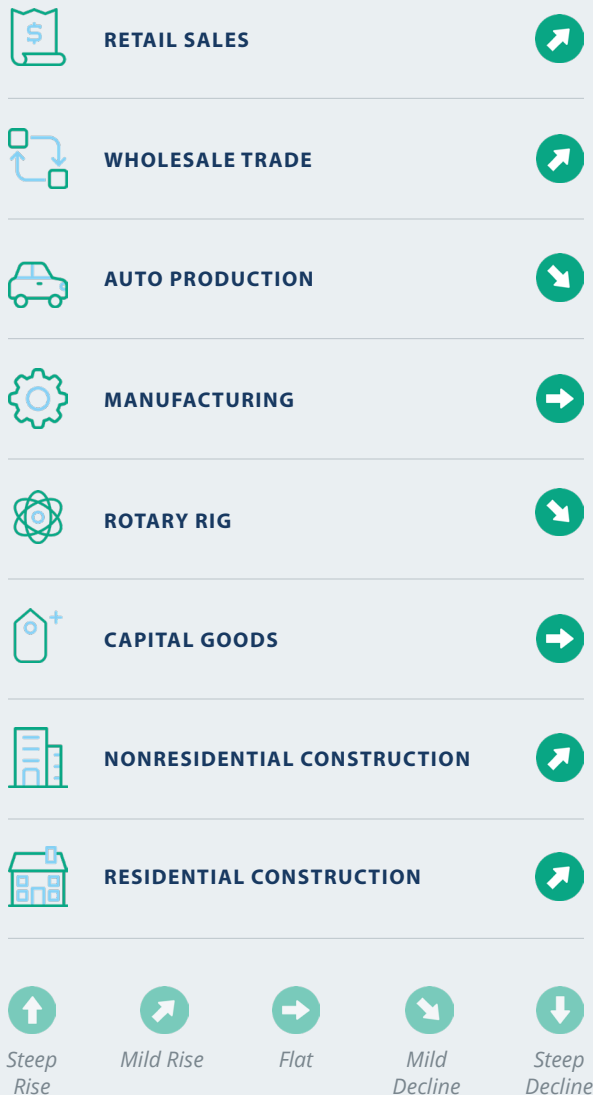 $
RETAIL SALES
WHOLESALE TRADE
AUTO PRODUCTION
MANUFACTURING
ROTARY RIG
CAPITAL GOODS
NONRESIDENTIAL CONSTRUCTION
RESIDENTIAL CONSTRUCTION
Steep
Rise
Mild Rise
Flat
Mild
Decline
Steep
Decline